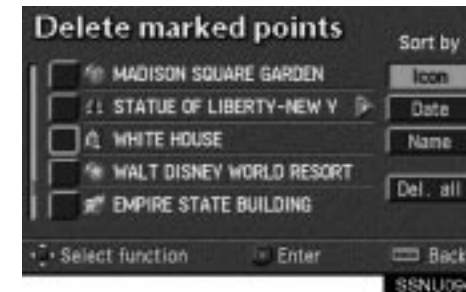 Delete marked points
Sort by
MADISON SQUARE GARDEN
Icon
STATUE OF LIBERTY-NEW Y
Date
WHITE HOUSE
Name
WALT DISNEY WORLD RESORT
Del. all
EMPIRE STATE BUILDING
Select function
Enter
Back